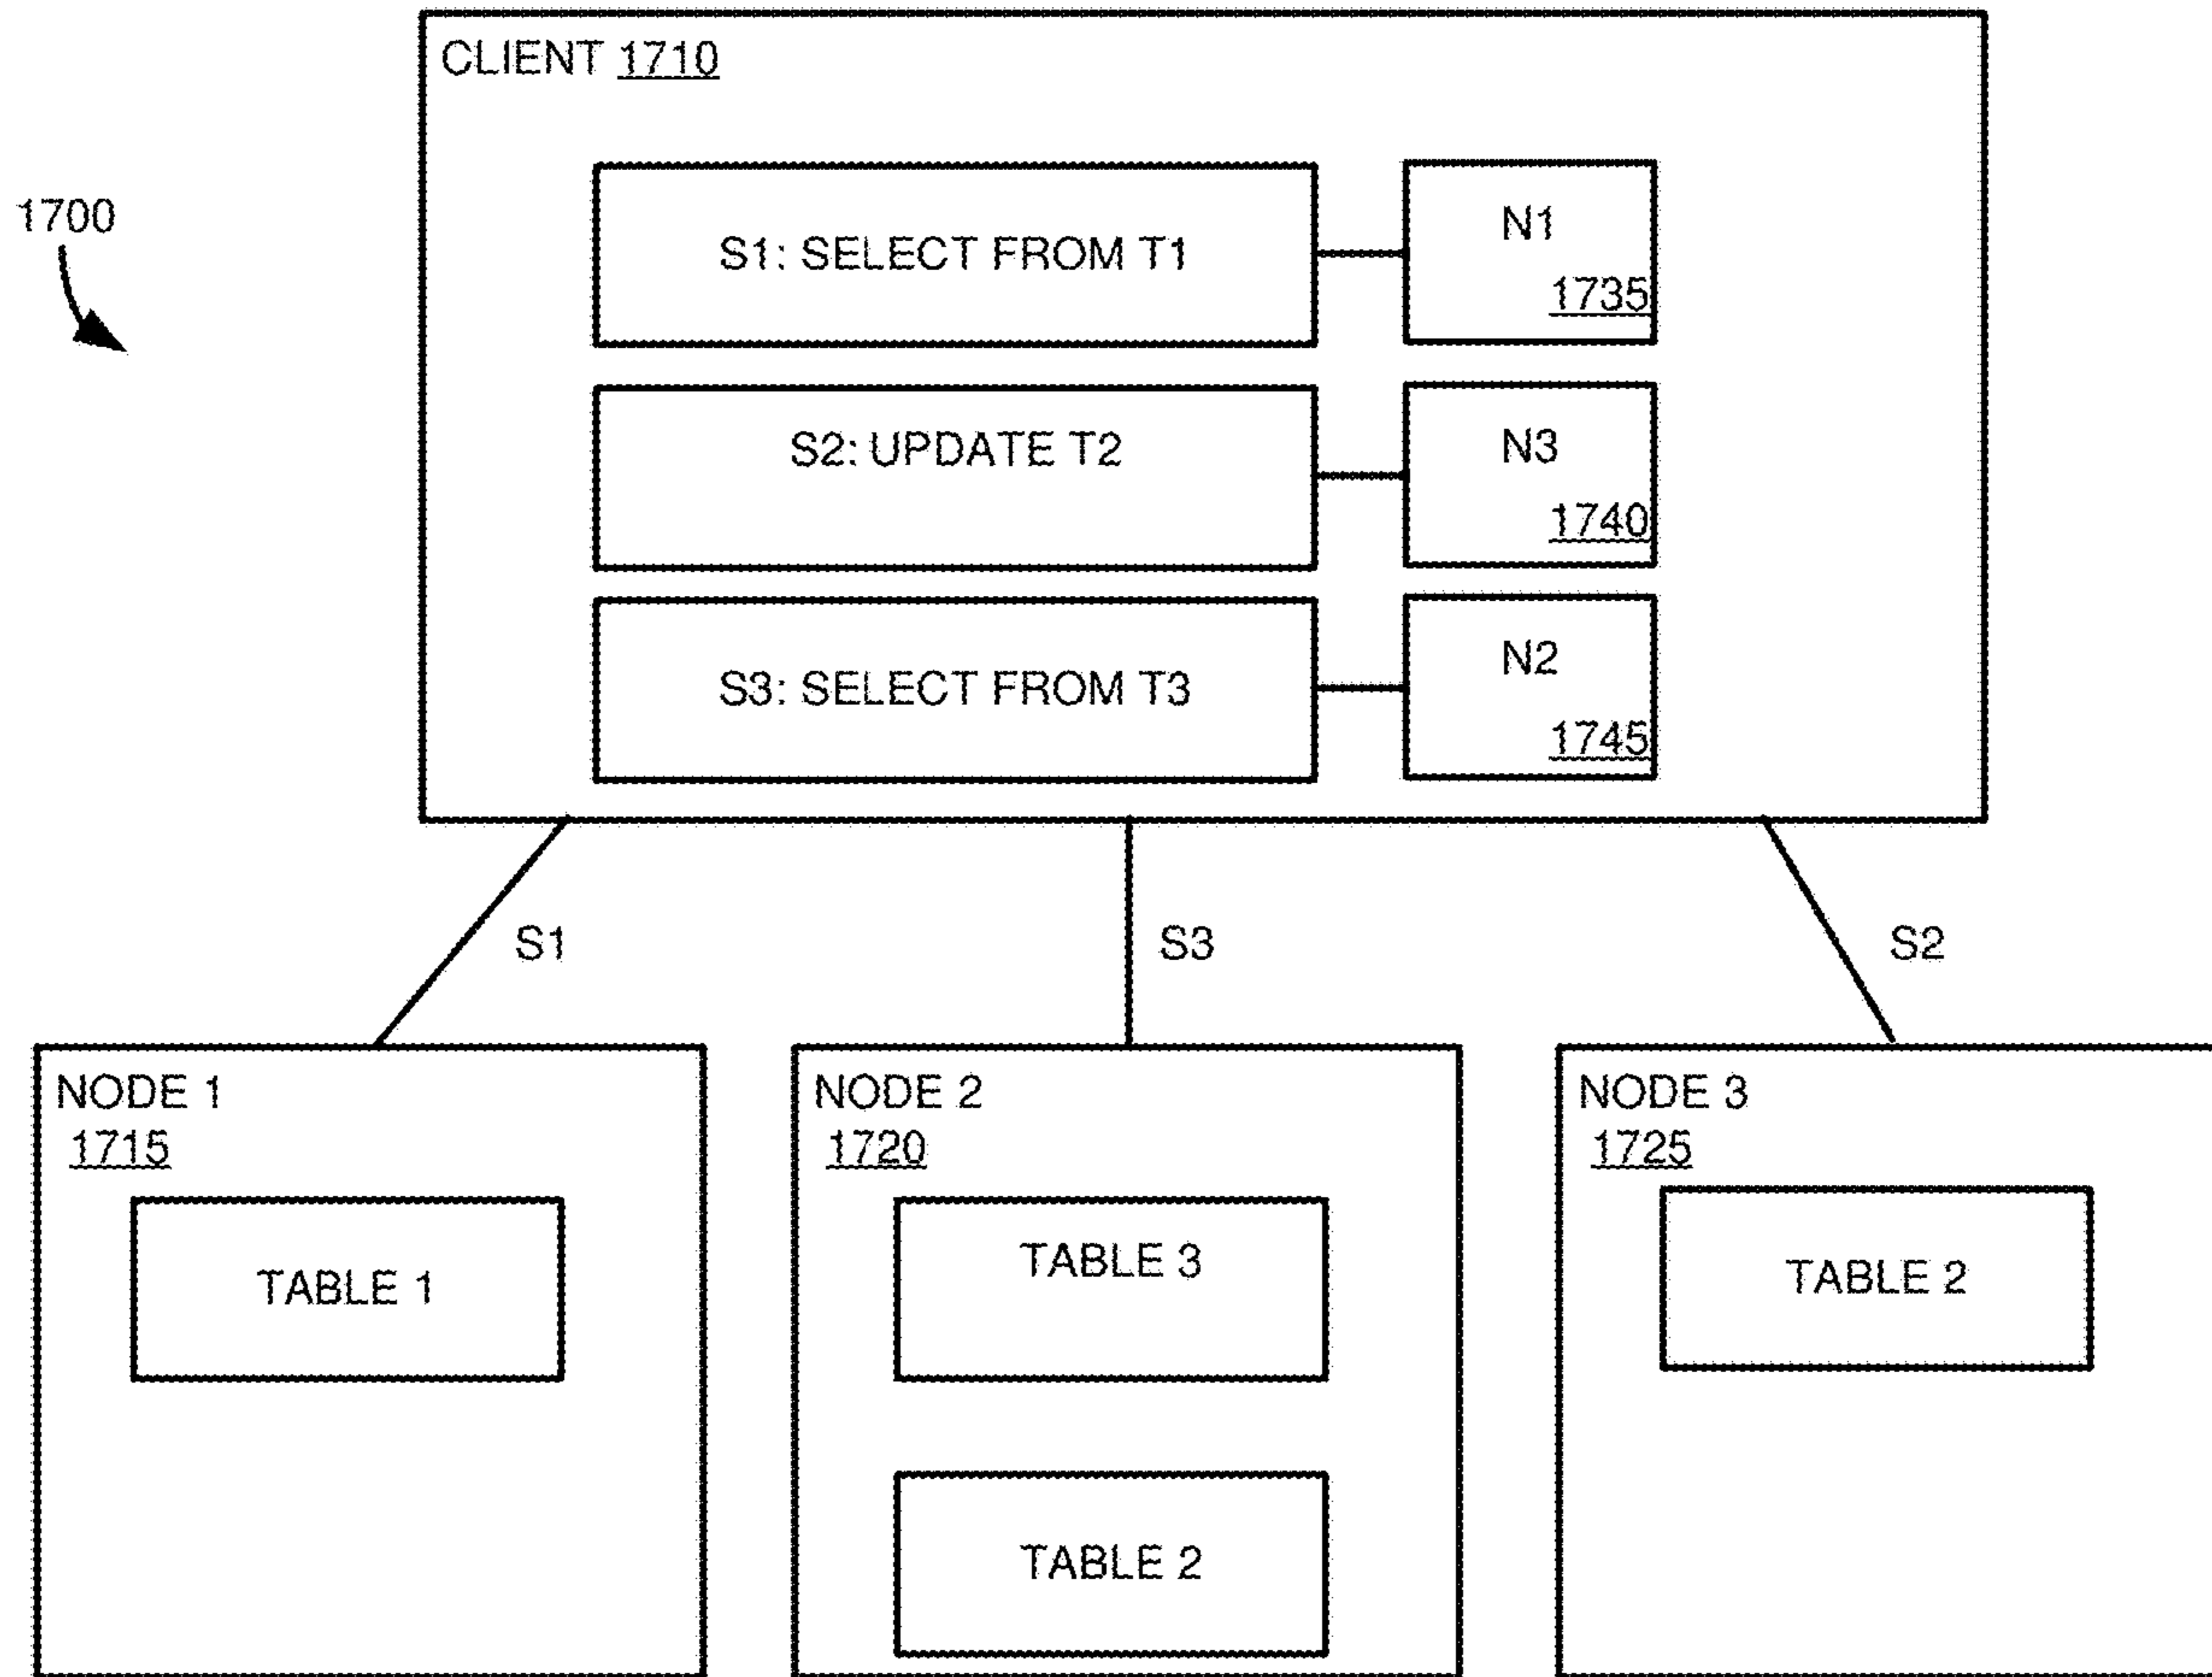 CLIENT 1710
1700
S1: SELECT FROM T1
N1
1735
S2: UPDATE T2
N3
1740
S3: SELECT FROM T3
N2
1745
S1
S3
S2
NODE 1
1715
TABLE 1
NODE 2
1720
TABLE 3
TABLE 2
NODE 3
1725
TABLE 2